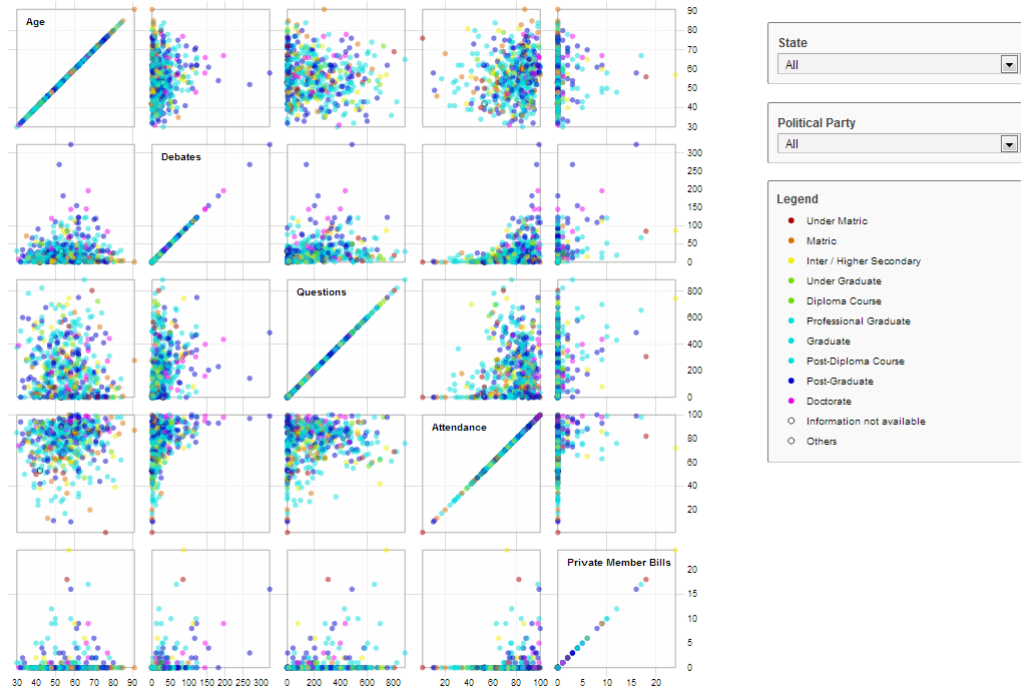 Age
90
80
70
60
50
40
30
State
All
Political Party
All
Debates
300
250
200
150
100
50
0
Legend
Under Matric
Matric
Inter / Higher Secondary
Under Graduate
Diploma Course
Professional Graduate
Graduate
Post-Diploma Course
Post-Graduate
Doctorate
Information not available
Others
Questions
800
600
400
200
0
Attendance
100
80
60
40
20
Private Member Bills
20
15
10
5
0
30 40 50 60 70 80 90 0 50 100 150 200 250 300 0 200 400 600 800 20 40 60 80 100 0 5 10 15 20